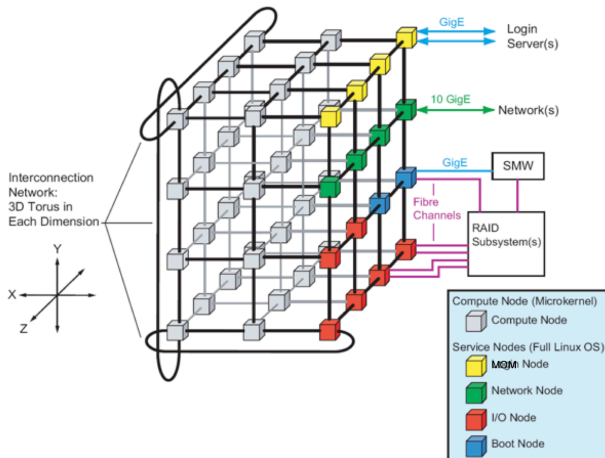 GigE
Login
Server(s)
10 GigE
Network(s)
Interconnection
Network:
3D Torus in
Each Dimension
GigE
SMW
Fibre
Channels
RAID
Subsystem(s)
Y
X
Z
Compute Node (Microkernel)
Compute Node
Service Nodes (Full Linux OS)
Node
Network Node
I/O Node
Boot Node